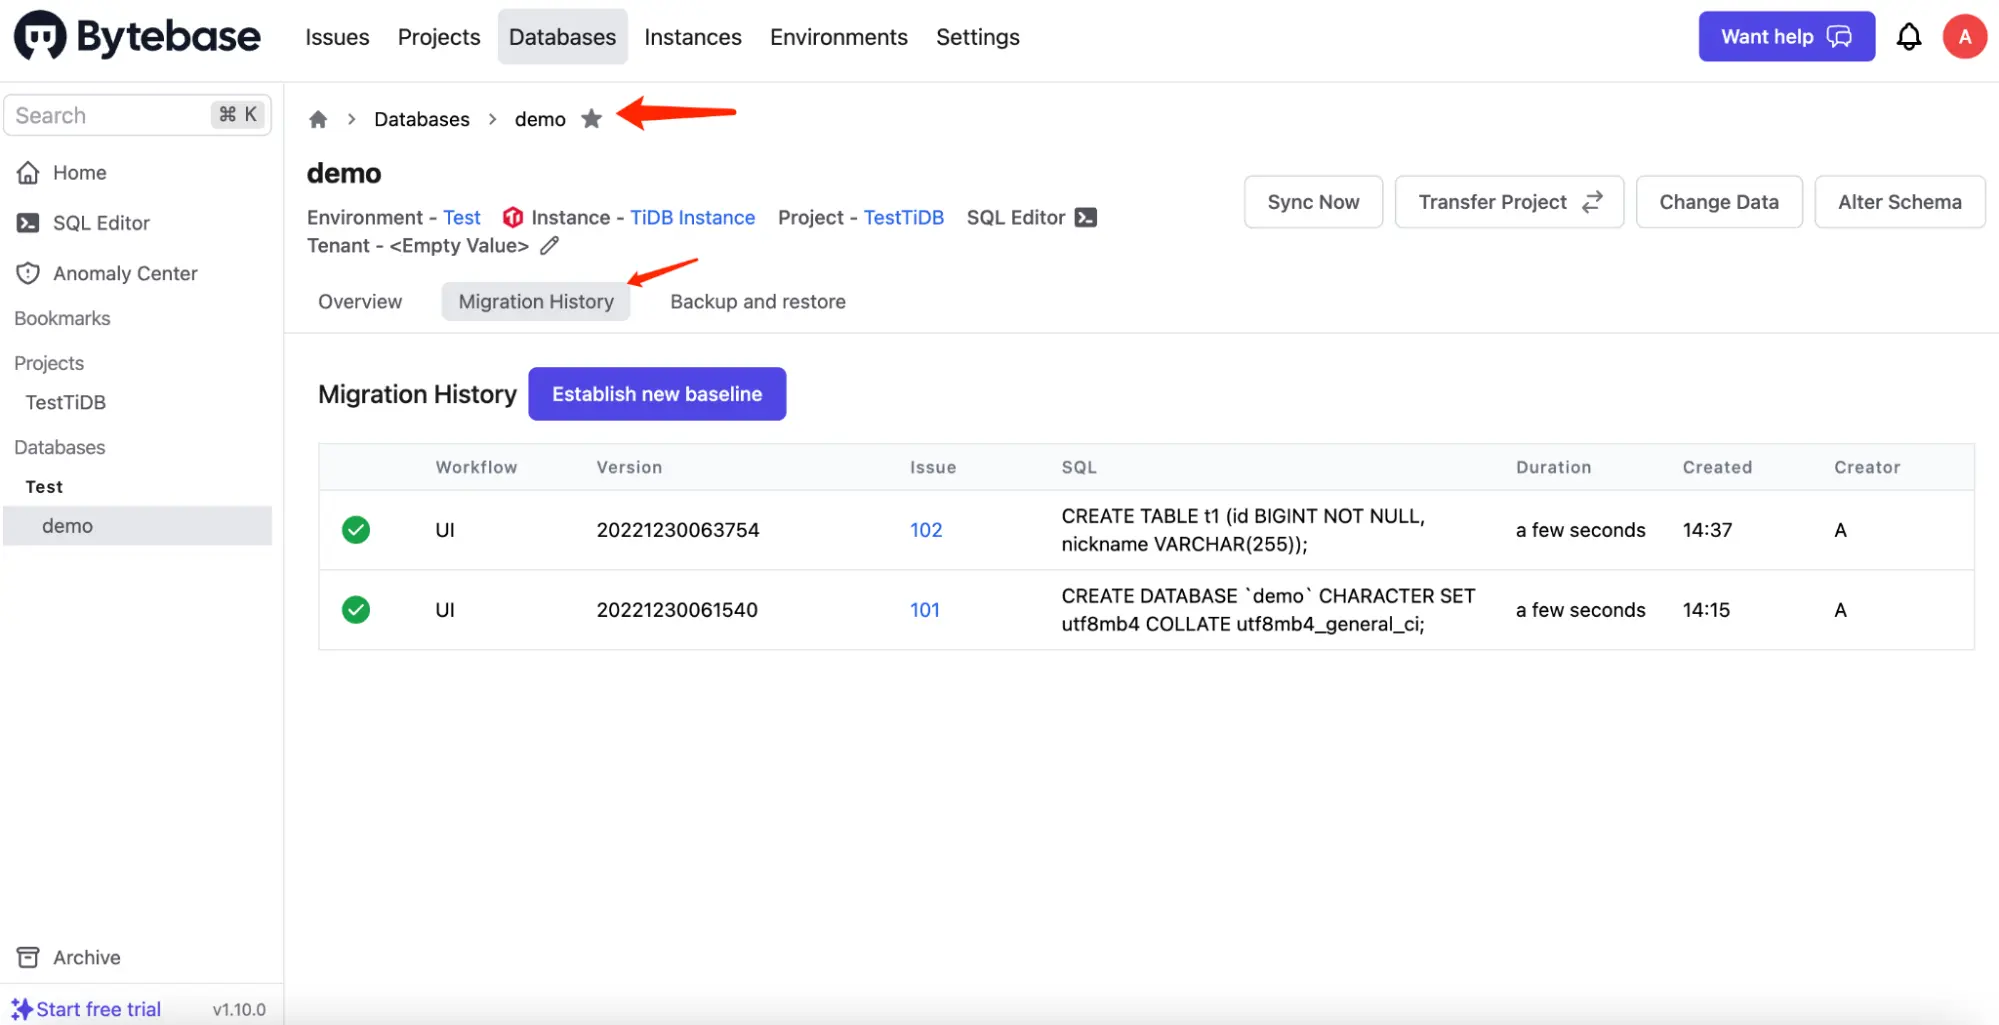 Bytebase
Issues Projects Databases Instances Environments Settings
Want help
A
Search ⌘ K
Home
SQL Editor
Anomaly Center
Bookmarks
Projects
TestTiDB
Databases
Test
demo
Archive
Start free trial v1.10.0
Databases > demo
demo
Environment - Test Instance - TiDB Instance Project - TestTiDB SQL Editor
Tenant - <Empty Value>
Sync Now Transfer Project Change Data Alter Schema
Overview Migration History Backup and restore
Migration History Establish new baseline
Workflow Version Issue SQL Duration Created Creator
UI 20221230063754 102 CREATE TABLE t1 (id BIGINT NOT NULL, a few seconds 14:37 A
nickname VARCHAR(255));
UI 20221230061540 101 CREATE DATABASE `demo` CHARACTER SET a few seconds 14:15 A
utf8mb4 COLLATE utf8mb4_general_ci;